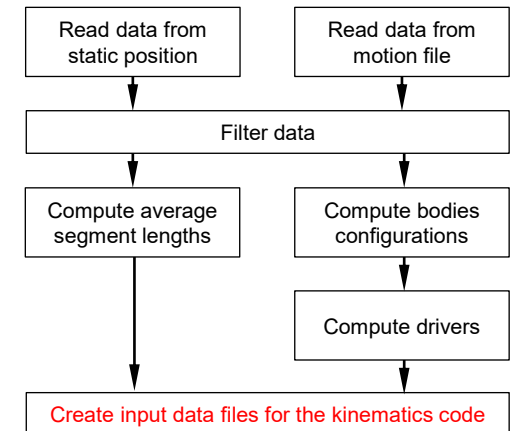 Read data from
static position
Read data from
motion file
Filter data
Compute average
segment lengths
Compute bodies
configurations
Compute drivers
Create input data files for the kinematics code